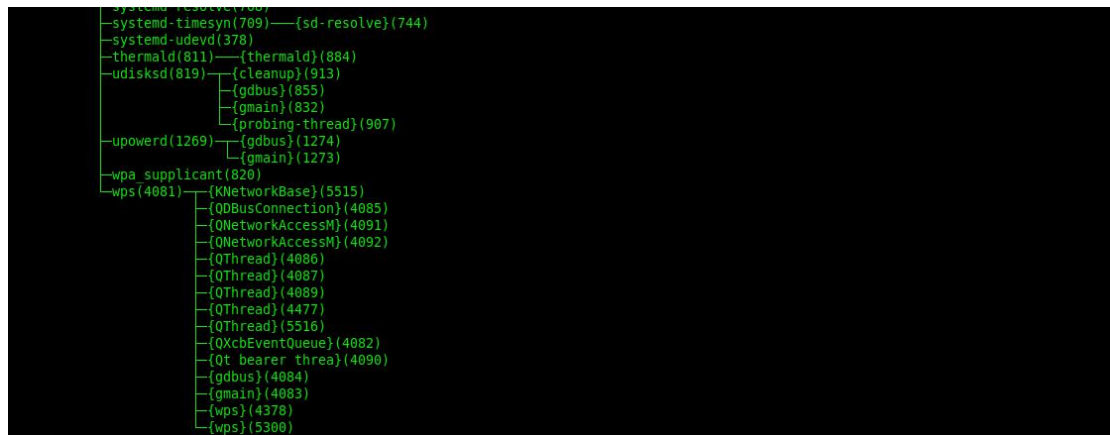 systemd-resolve(708)
├─systemd-timesyn(709)───{sd-resolve}(744)
├─systemd-udevd(378)
├─thermald(811)───{thermald}(884)
├─udisksd(819)─┬─{cleanup}(913)
├─{gdbus}(855)
├─{gmain}(832)
└─{probing-thread}(907)
├─upowerd(1269)─┬─{gdbus}(1274)
└─{gmain}(1273)
├─wpa_supplicant(820)
└─wps(4081)─┬─{KNetworkBase}(5515)
├─{QDBusConnection}(4085)
├─{QNetworkAccessM}(4091)
├─{QNetworkAccessM}(4092)
├─{QThread}(4086)
├─{QThread}(4087)
├─{QThread}(4089)
├─{QThread}(4477)
├─{QThread}(5516)
├─{QXcbEventQueue}(4082)
├─{Qt bearer threa}(4090)
├─{gdbus}(4084)
├─{gmain}(4083)
├─{wps}(4378)
└─{wps}(5300)